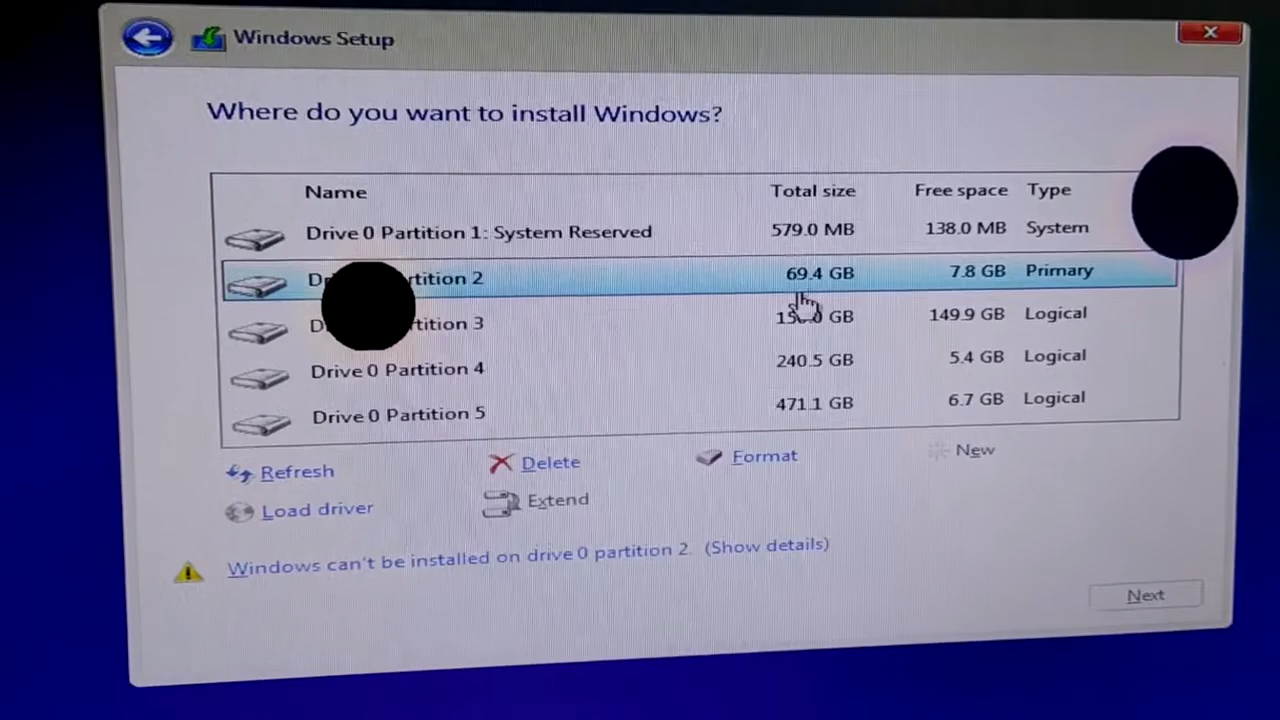 Windows Setup
Where do you want to install Windows?
Name Total size Free space Type
Drive 0 Partition 1: System Reserved 579.0 MB 138.0 MB System
2 69.4 GB 7.8 GB Primary
3 GB 149.9 GB Logical
Drive 0 Partition 4 240.5 GB 5.4 GB Logical
Drive 0 Partition 5 471.1 GB 6.7 GB Logical
Refresh Delete Format New
Load driver Extend
Windows can't be installed on drive 0 partition 2. (Show details)
Next